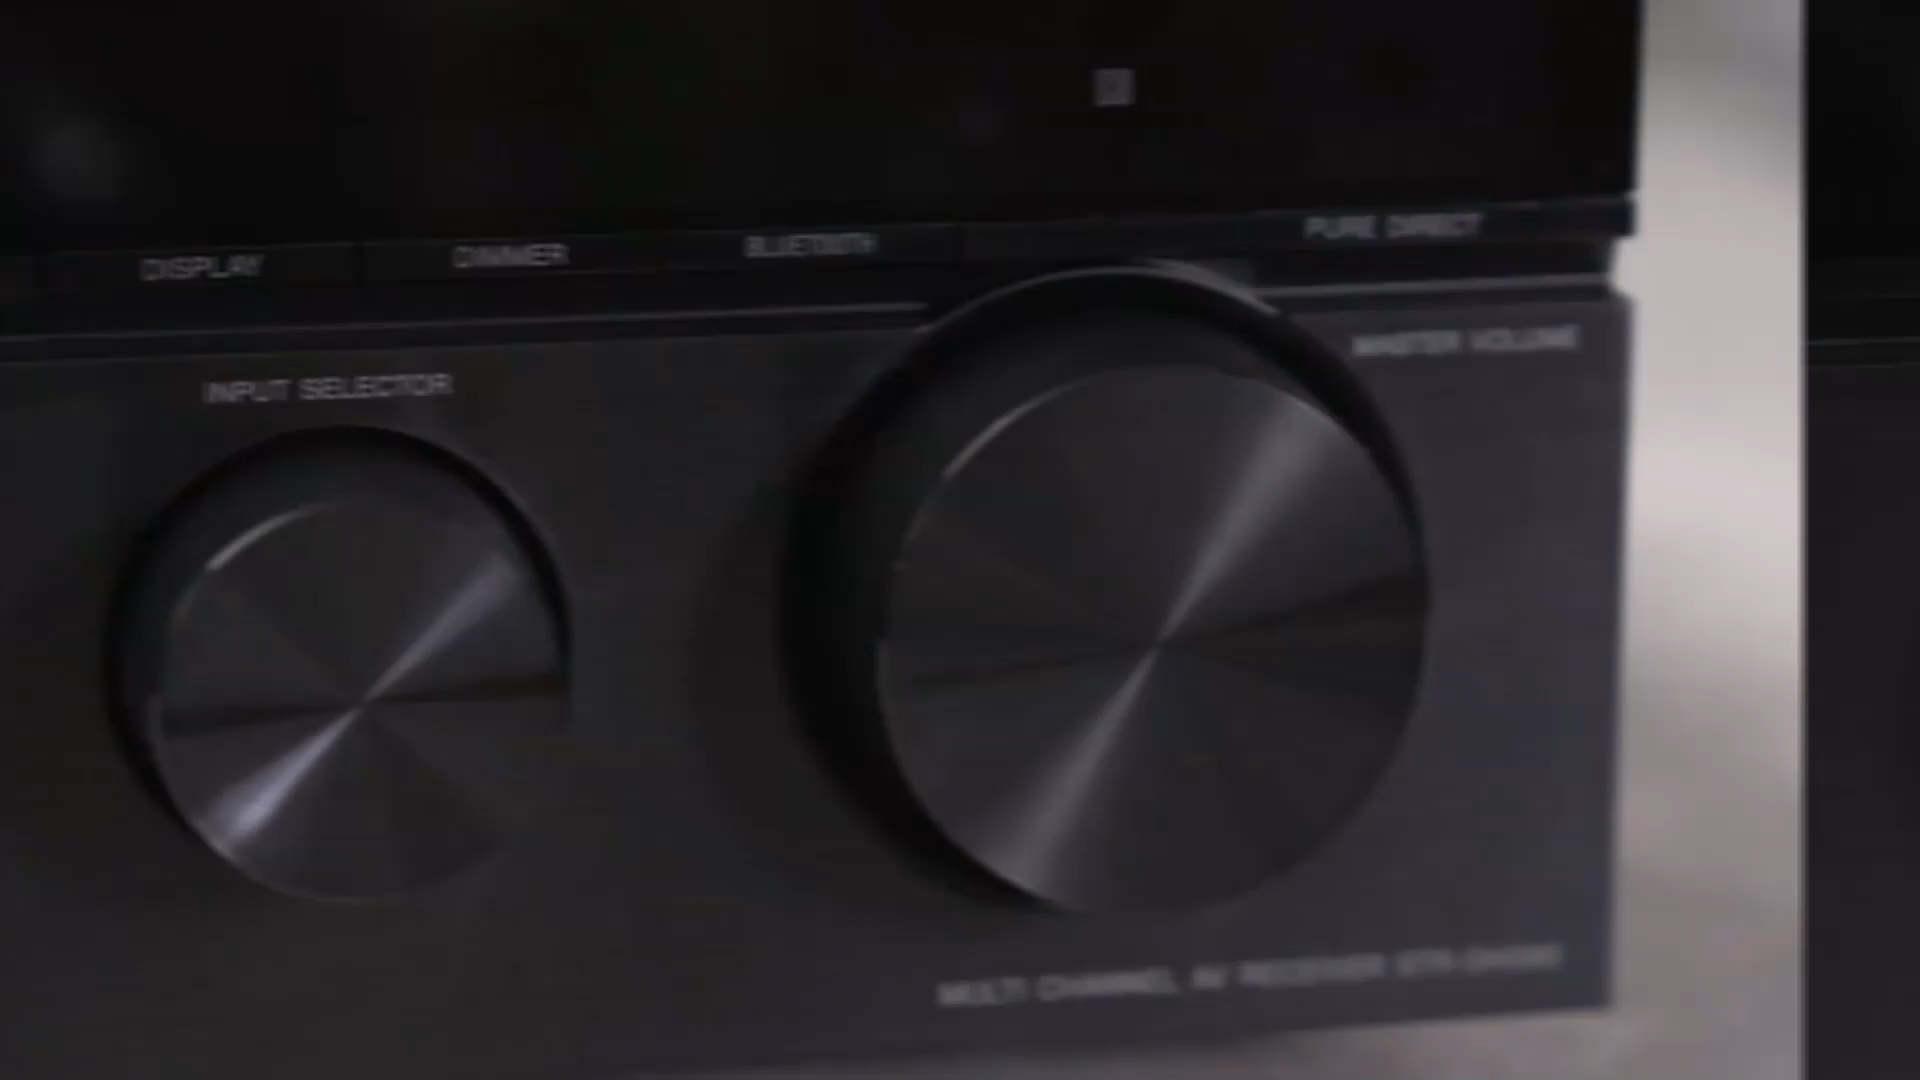 DISPLAY
DIMMER
BLUETOOTH
PURE DIRECT
MASTER VOLUME
INPUT SELECTOR
MULTI CHANNEL AV RECEIVER